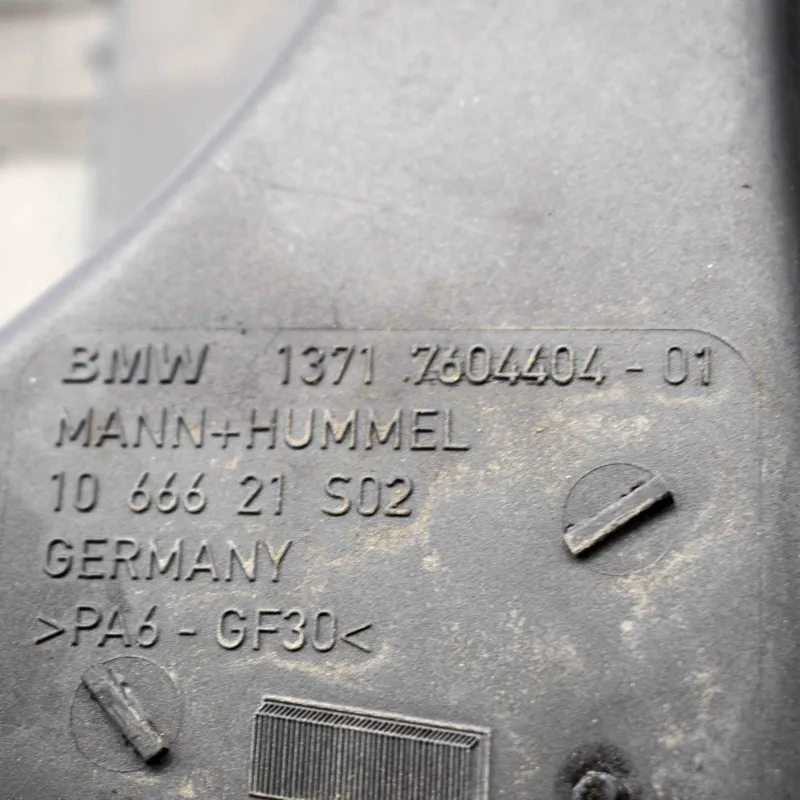 BMW 1371 7604404 - 01
MANN+HUMMEL
10 666 21 S02
GERMANY
>PA6 - GF30<